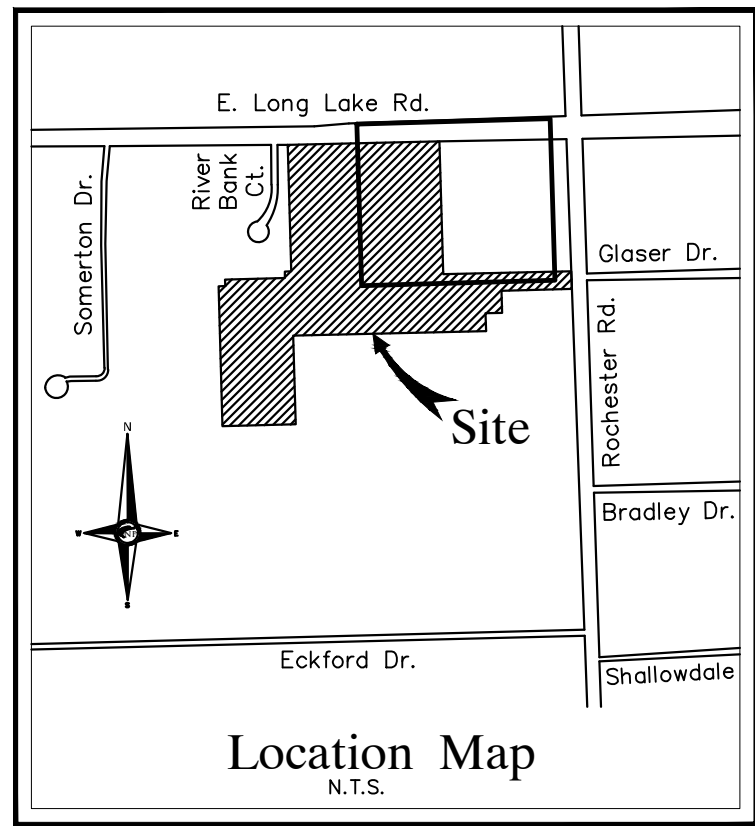 E. Long Lake Rd.
River
Bank
Ct.
Somerton Dr.
Glaser Dr.
Rochester Rd.
Site
N
W
E
S
Bradley Dr.
Eckford Dr.
Shallowdale
Location Map
N.T.S.